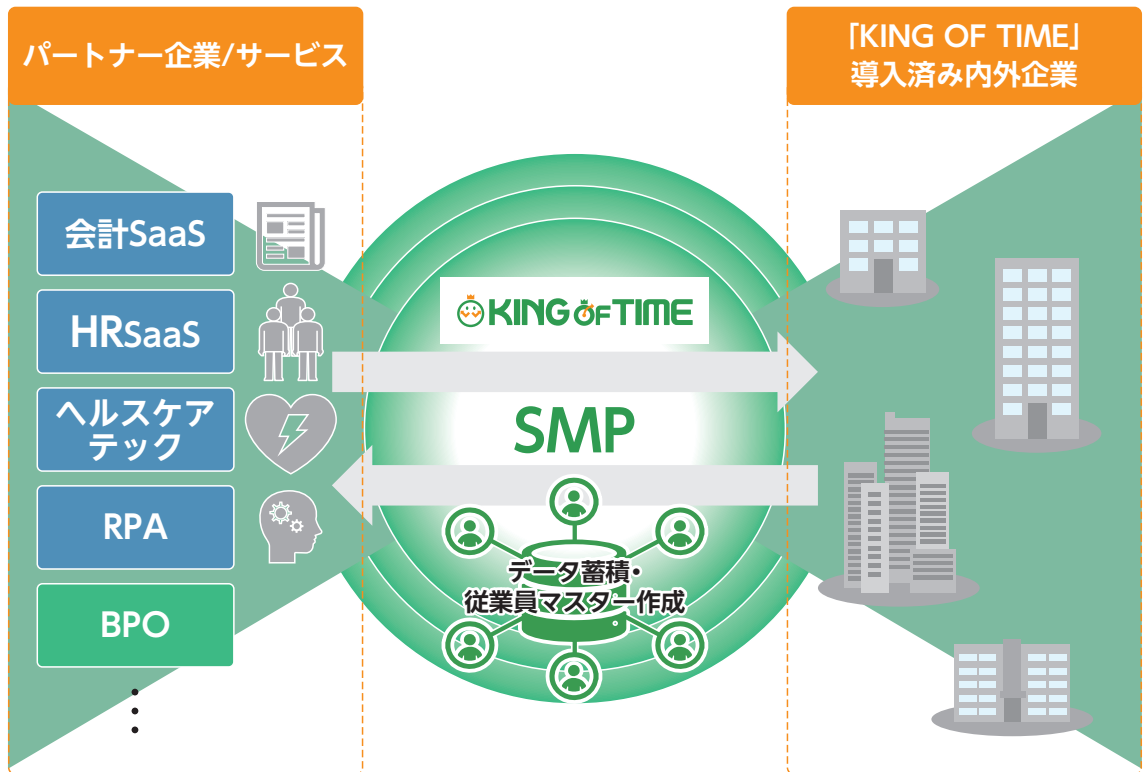 パートナー企業/サービス
「KING OF TIME」
導入済み内外企業
会計SaaS
HRSaaS
ヘルスケア
テック
RPA
BPO
KING OF TIME
SMP
データ蓄積・
従業員マスター作成